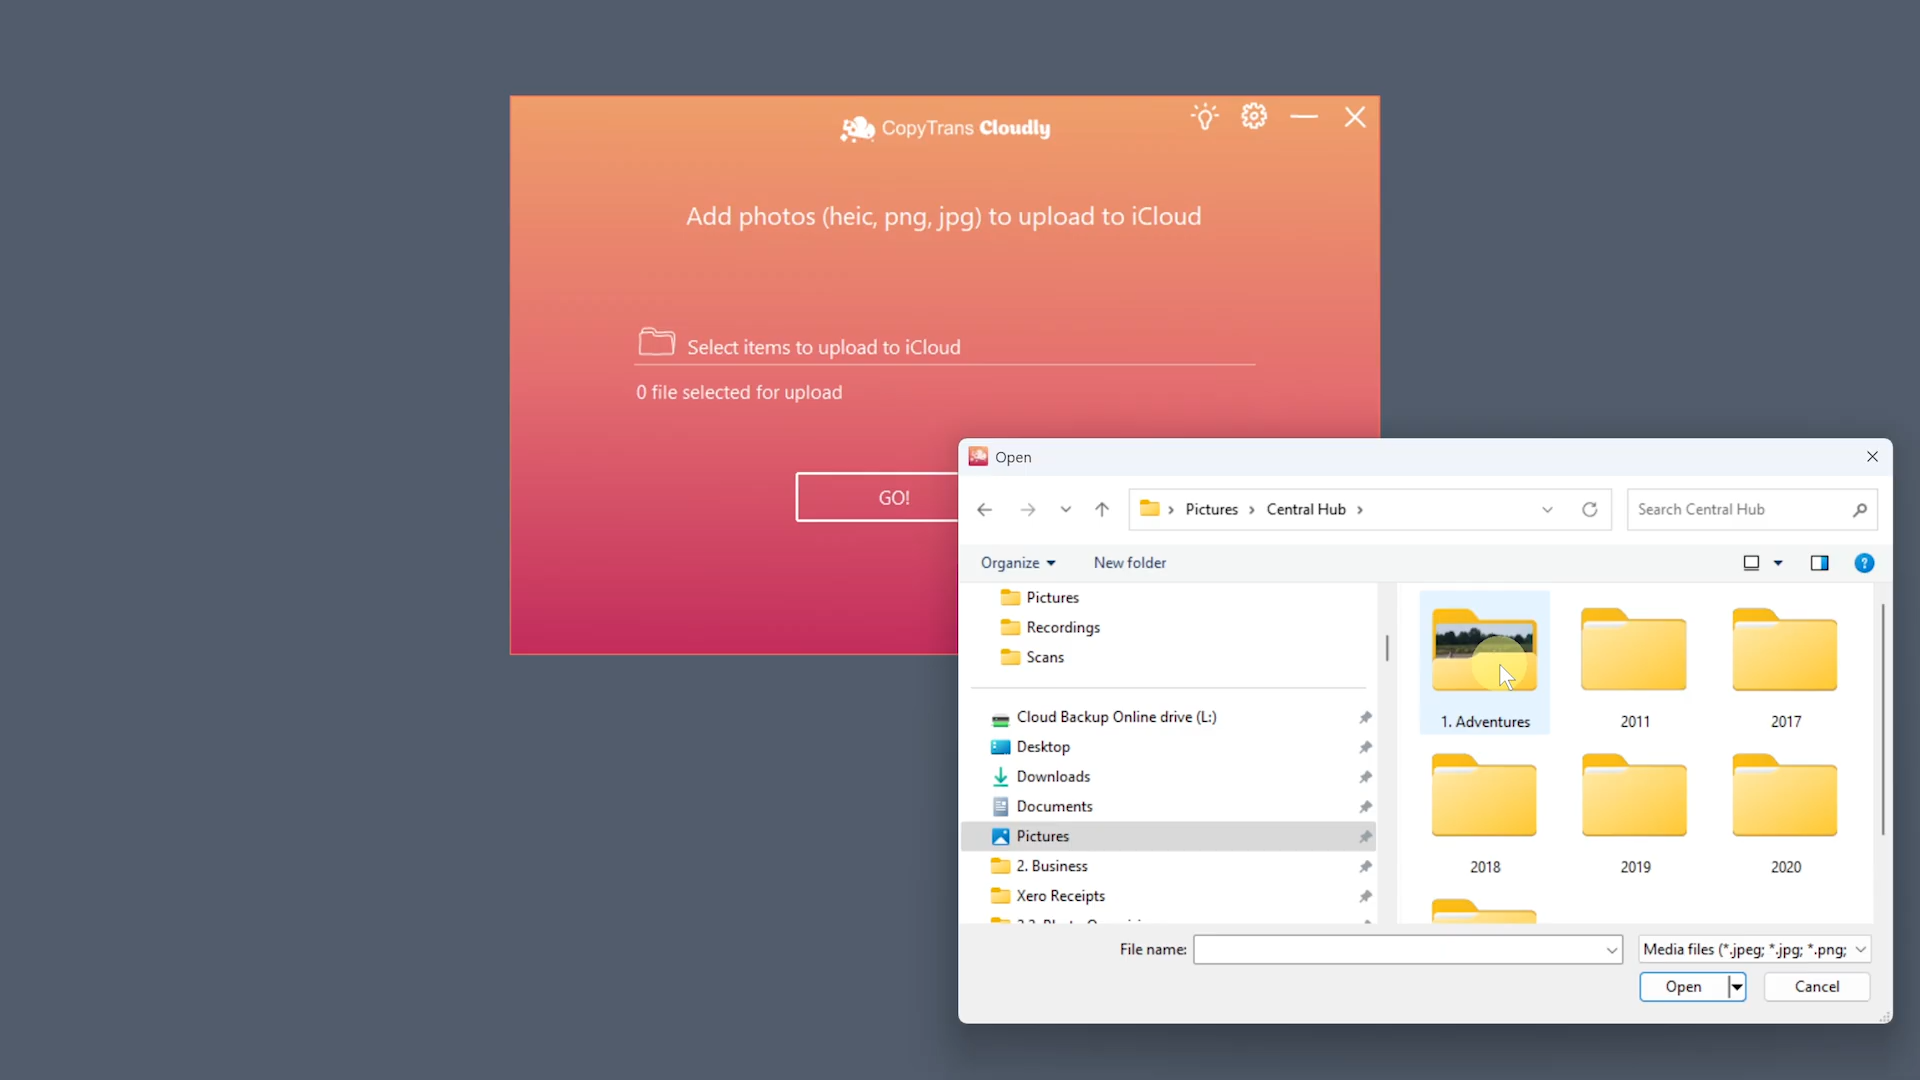 CopyTrans Cloudly
Add photos (heic, png, jpg) to upload to iCloud
Select items to upload to iCloud
0 file selected for upload
GO!
Open
Pictures
Central Hub
Search Central Hub
Organize
New folder
?
Pictures
Recordings
Scans
Cloud Backup Online drive (L:)
Desktop
Downloads
Documents
Pictures
2. Business
Xero Receipts
1. Adventures
2011
2017
2018
2019
2020
File name:
Media files (*.jpeg; *.jpg; *.png;
Open
Cancel